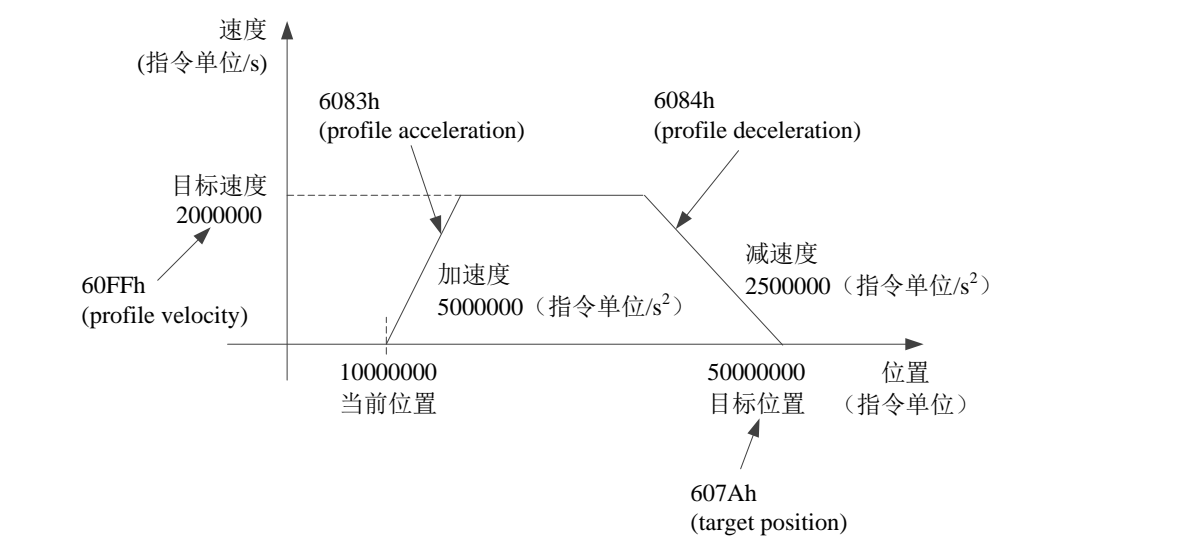 速度
(指令单位/s)
6083h
(profile acceleration)
6084h
(profile deceleration)
目标速度
2000000
60FFh
(profile velocity)
加速度
5000000（指令单位/s²）
减速度
2500000（指令单位/s²）
10000000
当前位置
50000000
目标位置
位置
（指令单位）
607Ah
(target position)